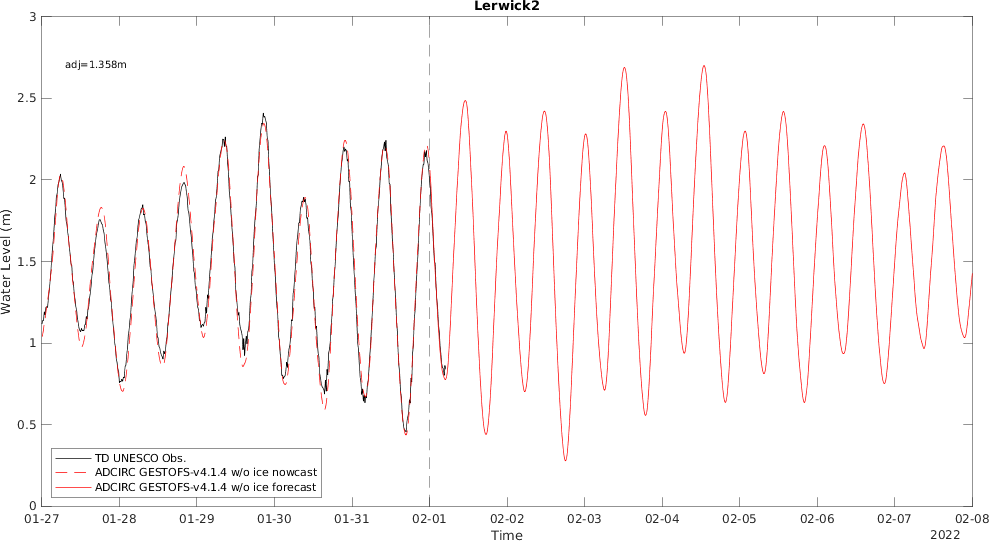 Lerwick2
3
adj=1.358m
2.5
2
1.5
1
0.5
0
Water Level (m)
TD UNESCO Obs.
ADCIRC GESTOFS-v4.1.4 w/o ice nowcast
ADCIRC GESTOFS-v4.1.4 w/o ice forecast
01-27 01-28 01-29 01-30 01-31 02-01 02-02 02-03 02-04 02-05 02-06 02-07 02-08
Time
2022